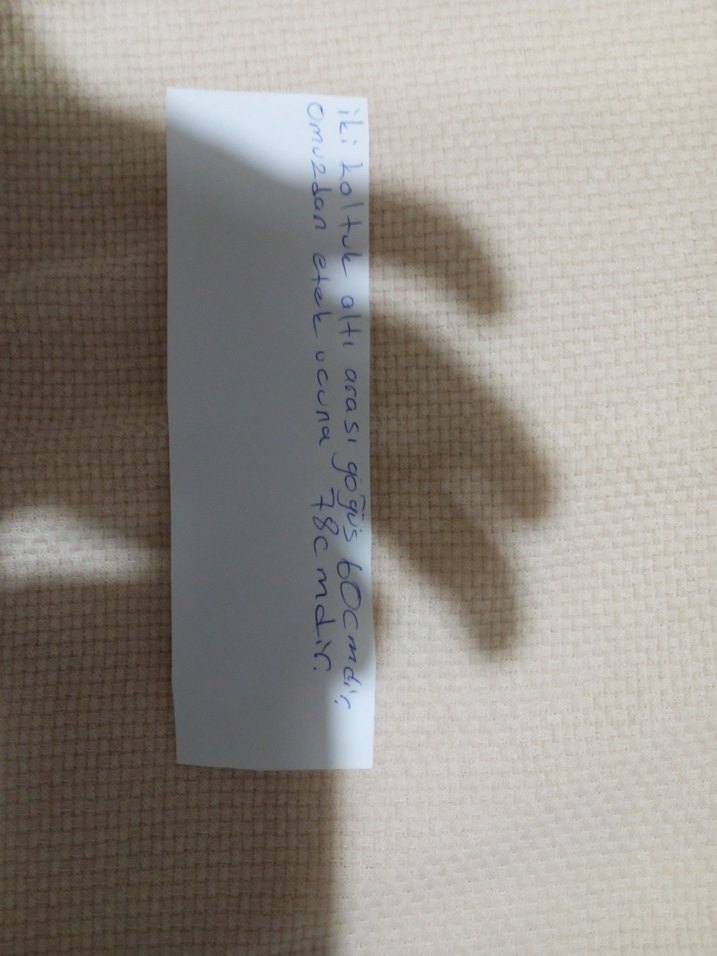 iki koltuk altı arası göğüs 60cmdir.
Omuzdan etek ucuna 78cmdir.